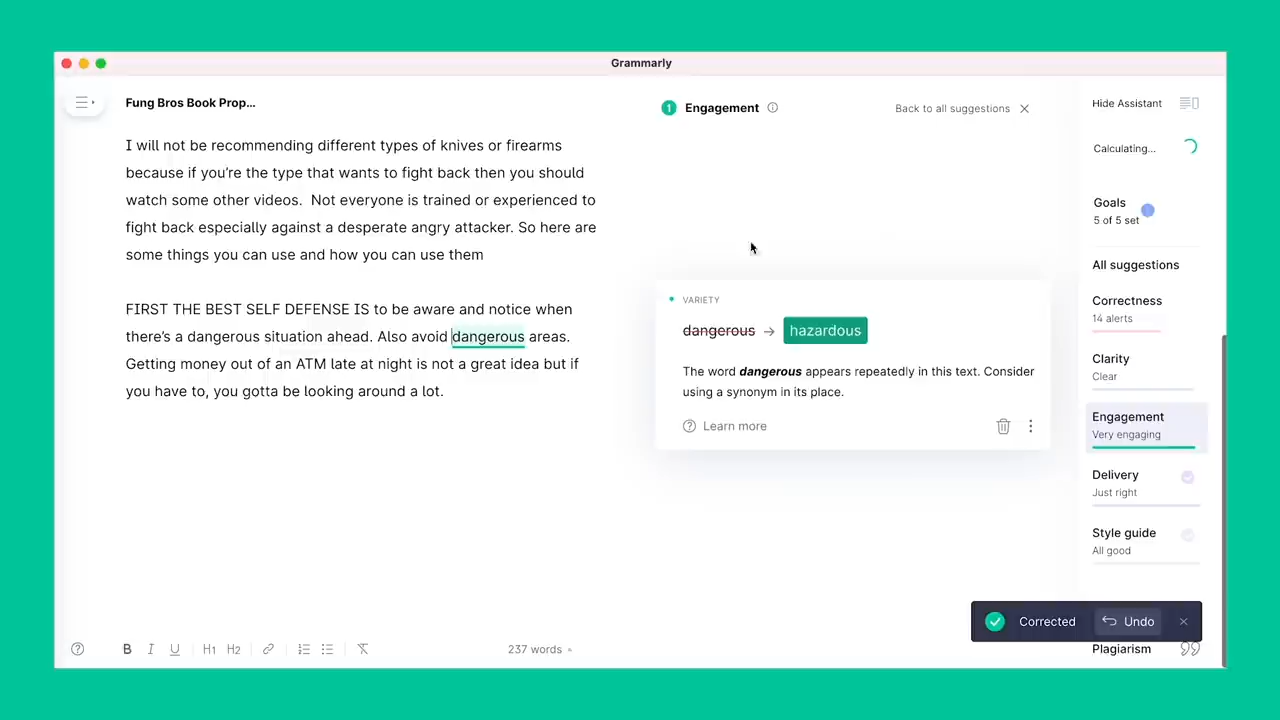 Grammarly
Fung Bros Book Prop...
I will not be recommending different types of knives or firearms
because if you're the type that wants to fight back then you should
watch some other videos.  Not everyone is trained or experienced to
fight back especially against a desperate angry attacker. So here are
some things you can use and how you can use them
FIRST THE BEST SELF DEFENSE IS to be aware and notice when
there's a dangerous situation ahead. Also avoid dangerous areas.
Getting money out of an ATM late at night is not a great idea but if
you have to, you gotta be looking around a lot.
B I U H1 H2
237 words
1 Engagement
Back to all suggestions
VARIETY
dangerous → hazardous
The word dangerous appears repeatedly in this text. Consider
using a synonym in its place.
Learn more
Hide Assistant
Calculating...
Goals
5 of 5 set
All suggestions
Correctness
14 alerts
Clarity
Clear
Engagement
Very engaging
Delivery
Just right
Style guide
All good
Corrected Undo
Plagiarism